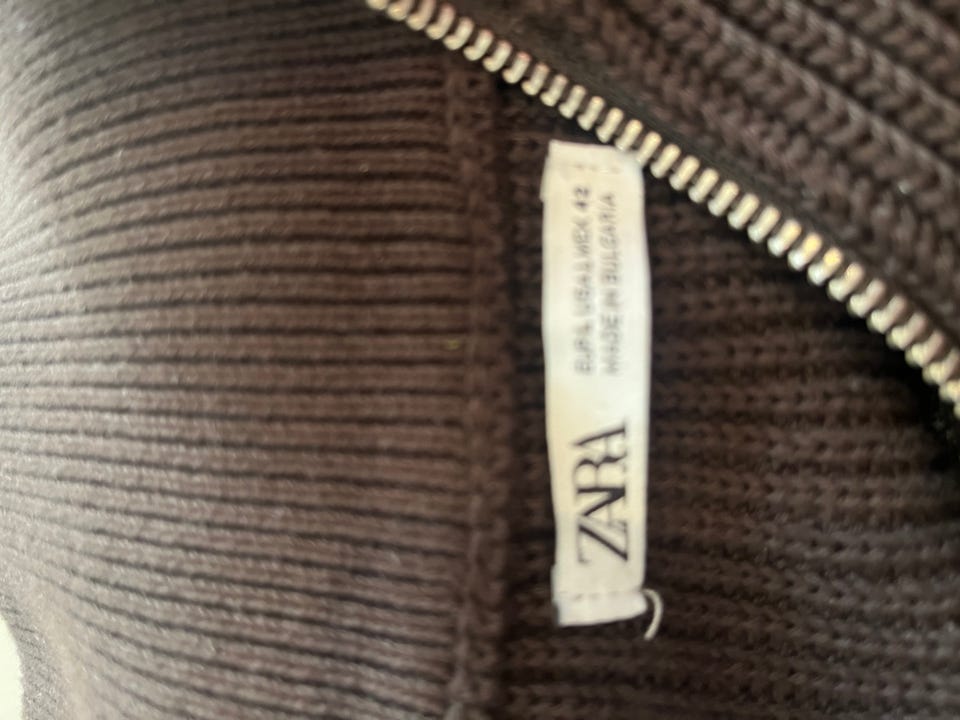 ZARA
EUR L USA L MEX 42
MADE IN BULGARIA